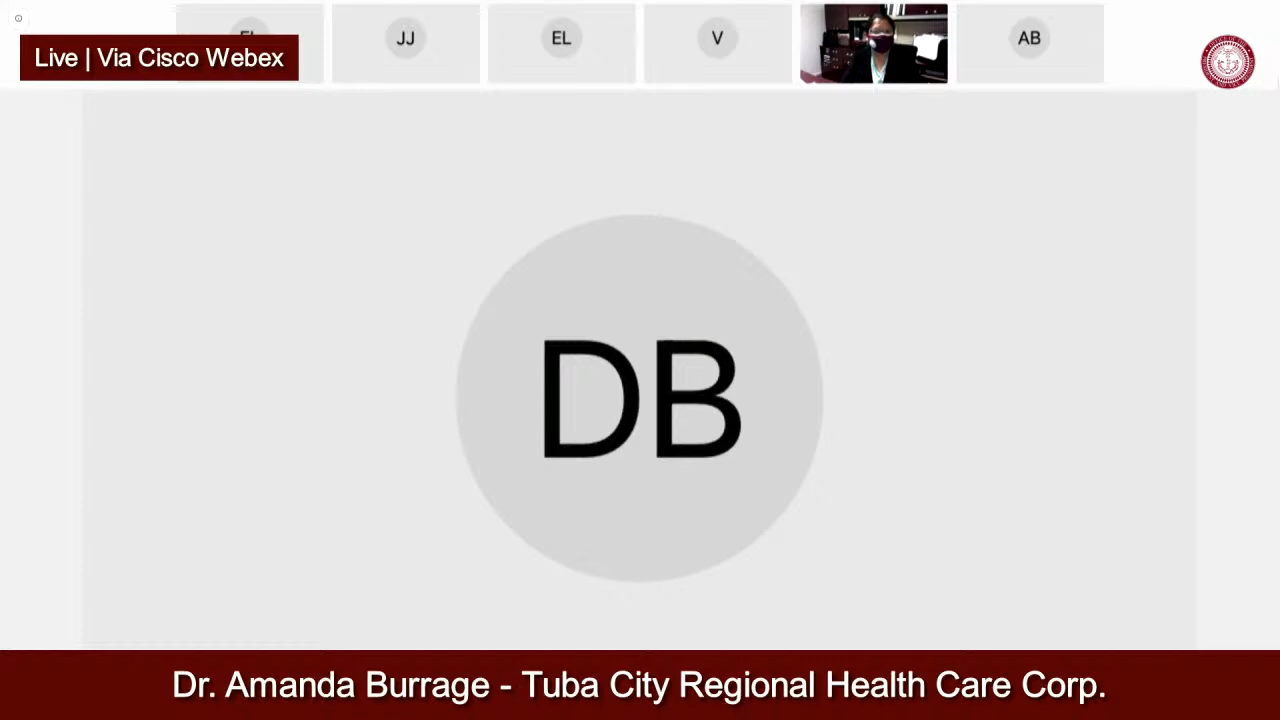 Live | Via Cisco Webex
JJ
EL
V
AB
DB
Dr. Amanda Burrage - Tuba City Regional Health Care Corp.